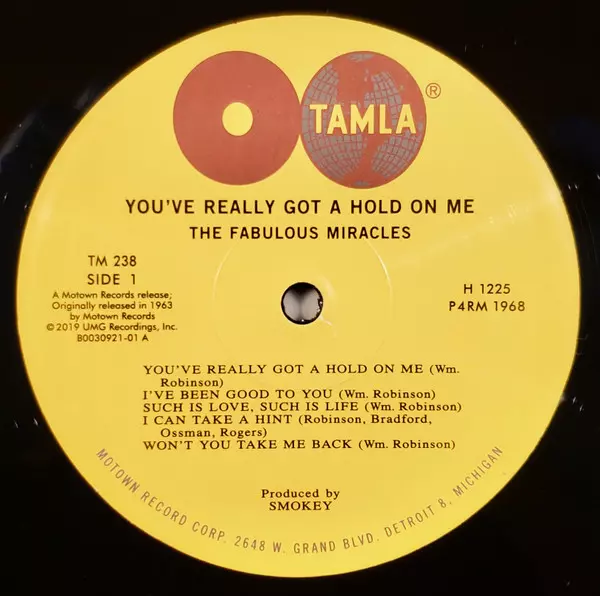 TAMLA ®
YOU'VE REALLY GOT A HOLD ON ME
THE FABULOUS MIRACLES
TM 238
SIDE 1
A Motown Records release;
Originally released in 1963
by Motown Records
©2019 UMG Recordings, Inc.
B0030921-01 A
H 1225
P4RM 1968
YOU'VE REALLY GOT A HOLD ON ME (Wm.
Robinson)
I'VE BEEN GOOD TO YOU (Wm. Robinson)
SUCH IS LOVE, SUCH IS LIFE (Wm. Robinson)
I CAN TAKE A HINT (Robinson, Bradford,
Ossman, Rogers)
WON'T YOU TAKE ME BACK (Wm. Robinson)
Produced by
SMOKEY
MOTOWN RECORD CORP. 2648 W. GRAND BLVD. DETROIT 8, MICHIGAN